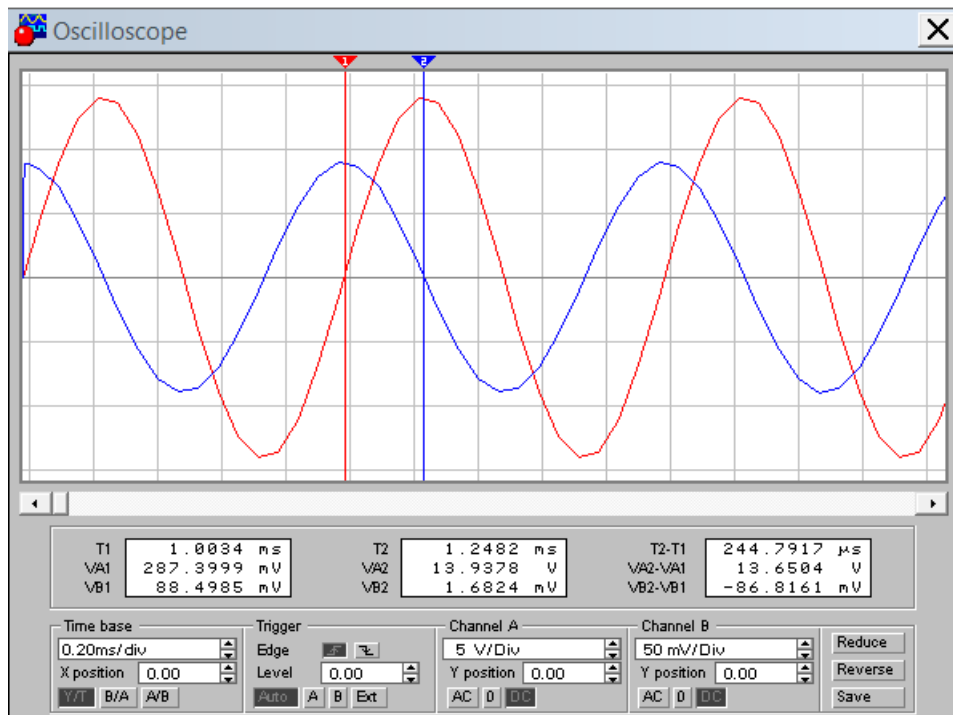 Oscilloscope
1 2
T1 1.0034 ms T2 1.2482 ms T2-T1 244.7917 µs
VA1 287.3999 mV VA2 13.9378 V VA2-VA1 13.6504 V
VB1 88.4985 mV VB2 1.6824 mV VB2-VB1 -86.8161 mV
Time base Trigger Channel A Channel B
0.20ms/div Edge 5 V/Div 50 mV/Div Reduce
X position 0.00 Level 0.00 Y position 0.00 Y position 0.00 Reverse
Y/T B/A A/B Auto A B Ext AC 0 DC AC 0 DC Save